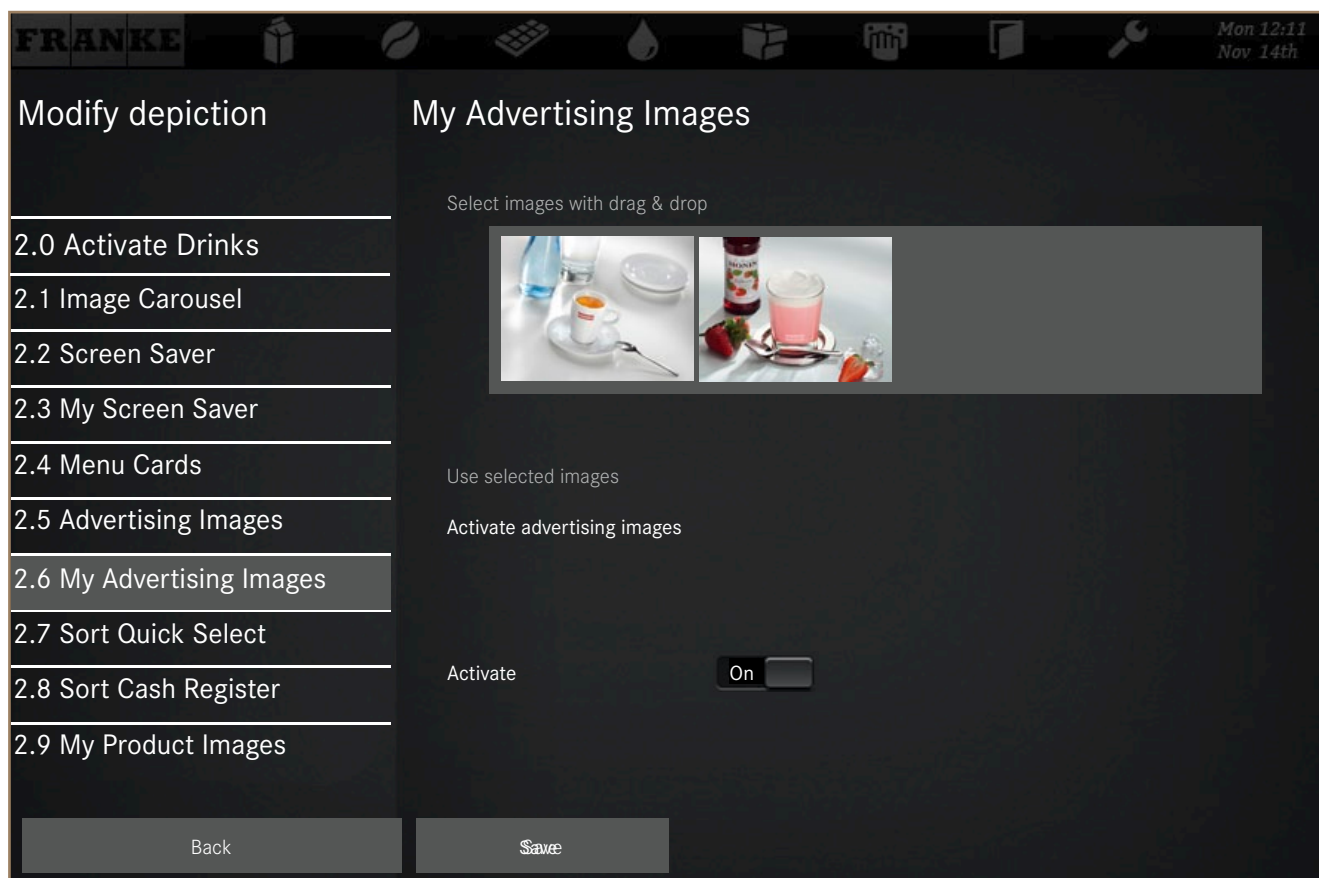 FRANKE
Mon 12:11
Nov 14th
Modify depiction
2.0 Activate Drinks
2.1 Image Carousel
2.2 Screen Saver
2.3 My Screen Saver
2.4 Menu Cards
2.5 Advertising Images
2.6 My Advertising Images
2.7 Sort Quick Select
2.8 Sort Cash Register
2.9 My Product Images
Back
My Advertising Images
Select images with drag & drop
MONIN
Use selected images
Activate advertising images
Activate
On
Save